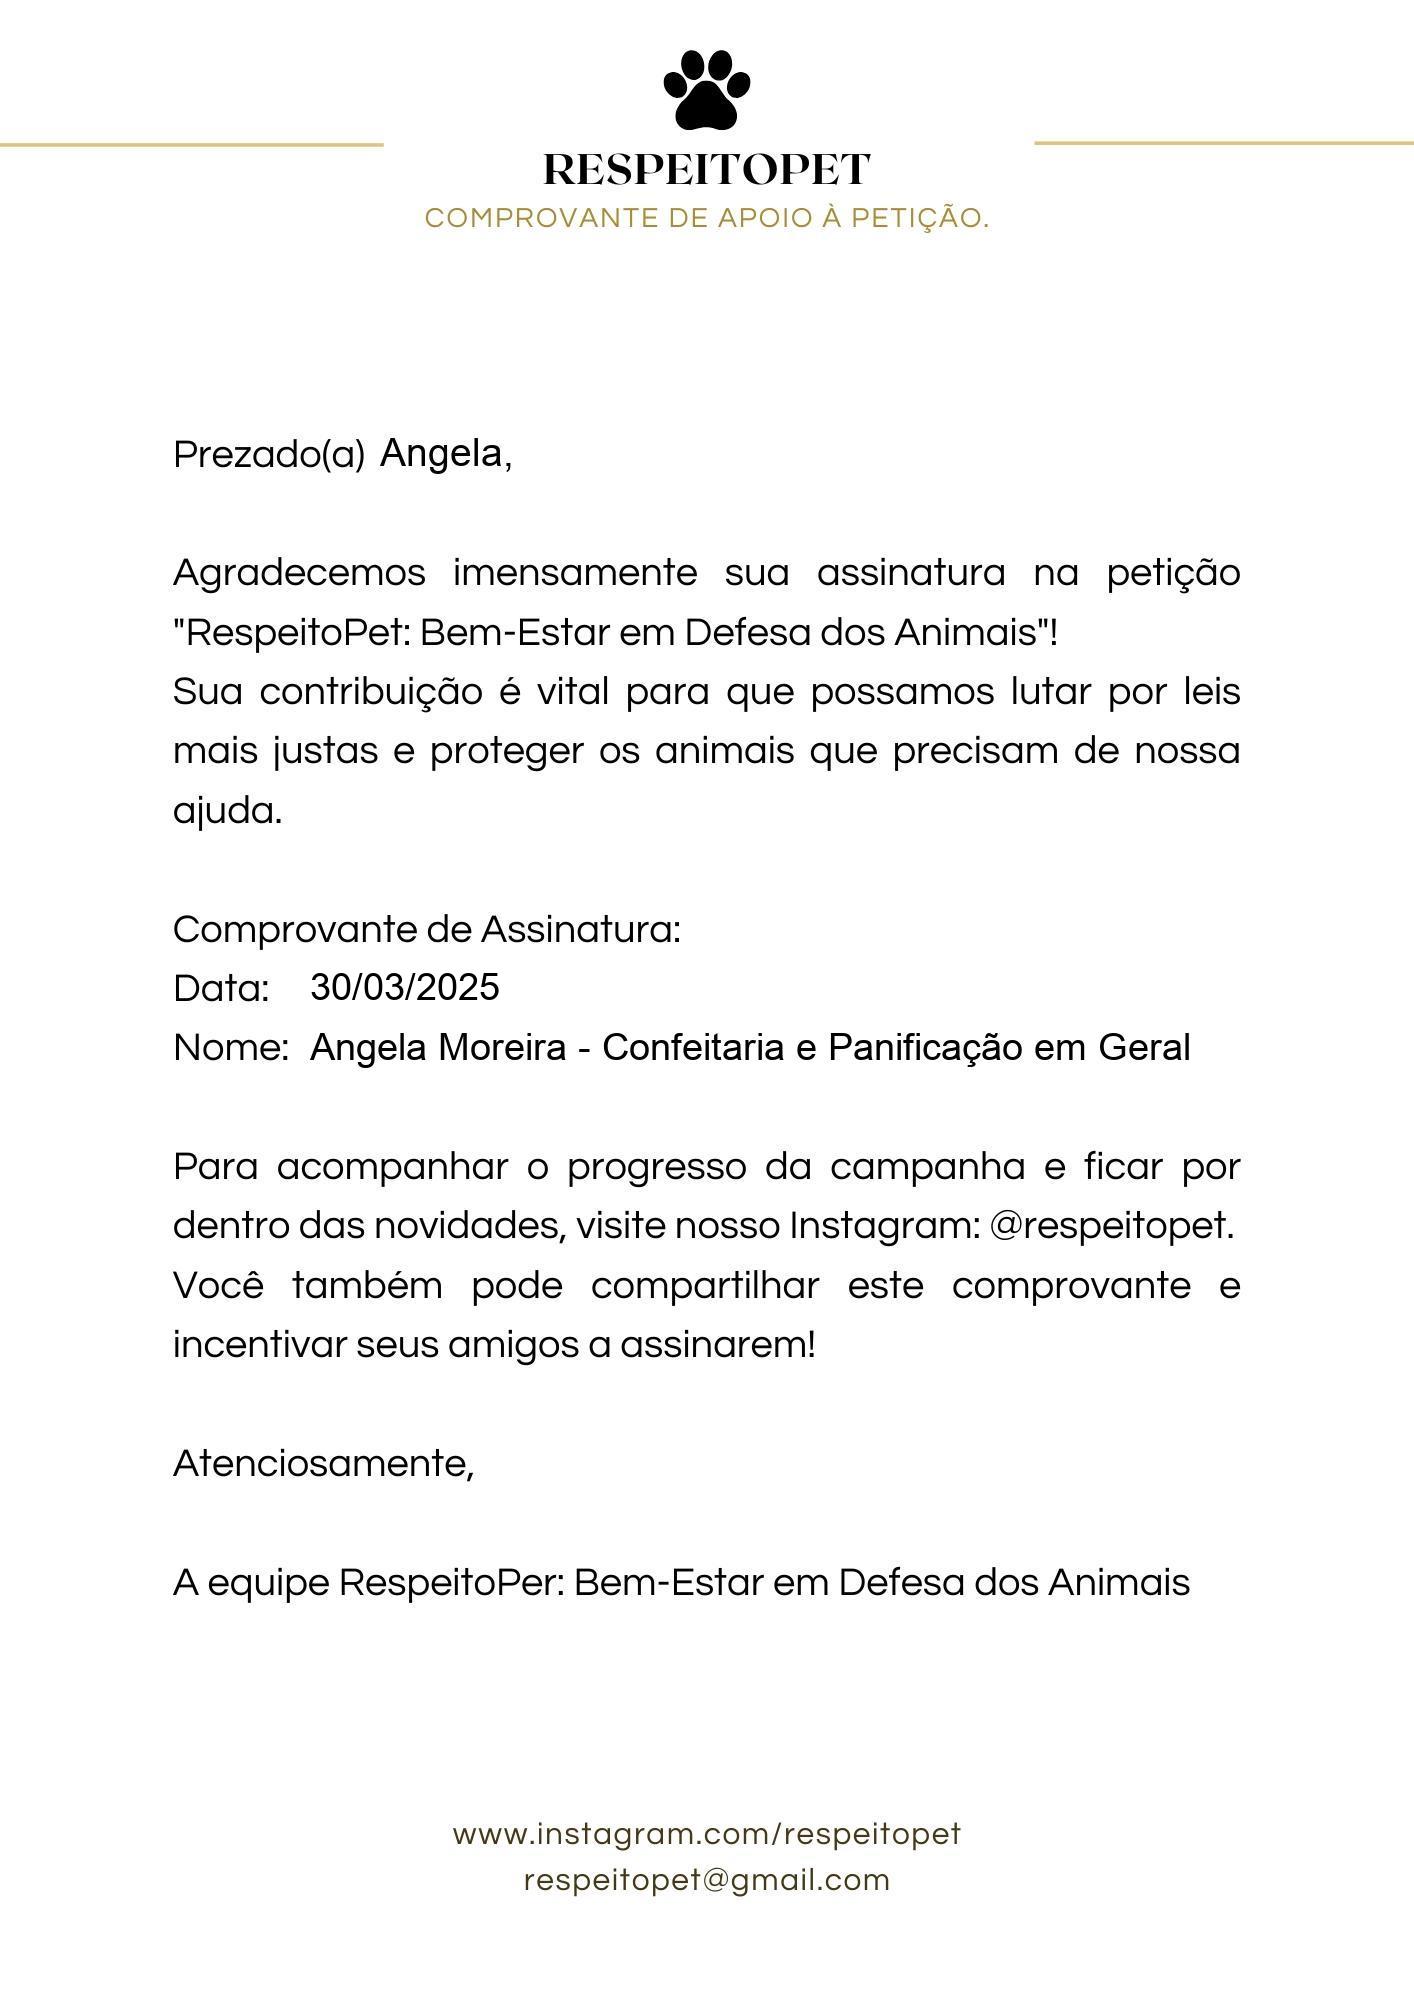 RESPEITOPET
COMPROVANTE DE APOIO À PETIÇÃO.
Prezado(a) Angela,
Agradecemos imensamente sua assinatura na petição
"RespeitoPet: Bem-Estar em Defesa dos Animais"!
Sua contribuição é vital para que possamos lutar por leis
mais justas e proteger os animais que precisam de nossa
ajuda.
Comprovante de Assinatura:
Data: 30/03/2025
Nome: Angela Moreira - Confeitaria e Panificação em Geral
Para acompanhar o progresso da campanha e ficar por
dentro das novidades, visite nosso Instagram: @respeitopet.
Você também pode compartilhar este comprovante e
incentivar seus amigos a assinarem!
Atenciosamente,
A equipe RespeitoPer: Bem-Estar em Defesa dos Animais
www.instagram.com/respeitopet
respeitopet@gmail.com